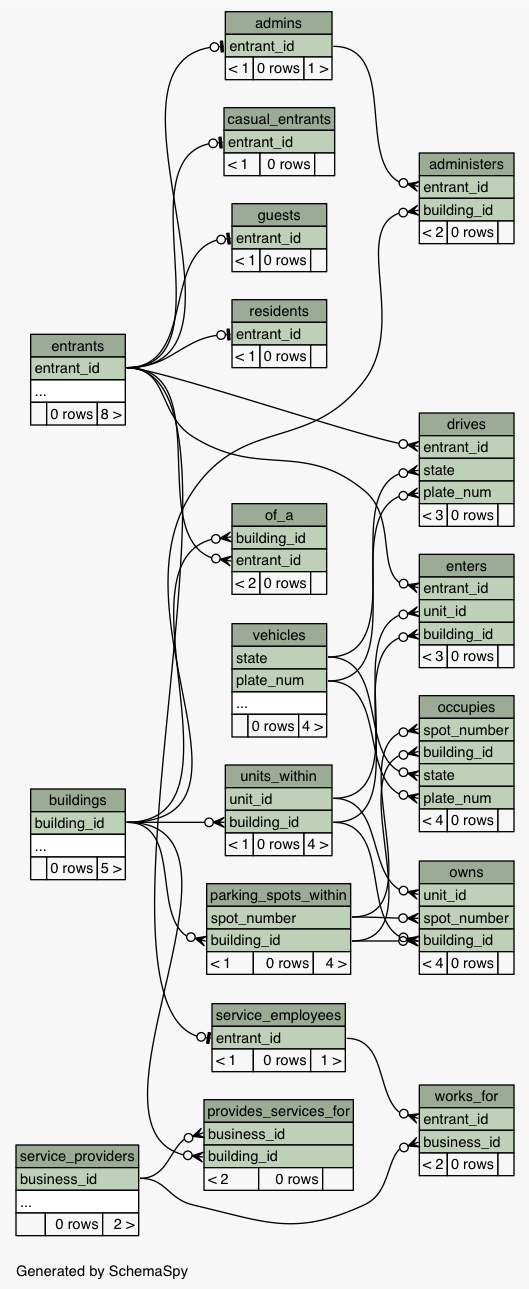 admins
entrant_id
< 1 0 rows 1 >
casual_entrants
entrant_id
< 1 0 rows
administers
entrant_id
building_id
< 2 0 rows
guests
entrant_id
< 1 0 rows
residents
entrant_id
< 1 0 rows
entrants
entrant_id
...
0 rows 8 >
drives
entrant_id
state
plate_num
< 3 0 rows
of_a
building_id
entrant_id
< 2 0 rows
enters
entrant_id
unit_id
building_id
< 3 0 rows
vehicles
state
plate_num
...
0 rows 4 >
occupies
spot_number
building_id
state
plate_num
< 4 0 rows
units_within
unit_id
building_id
< 1 0 rows 4 >
buildings
building_id
...
0 rows 5 >
owns
unit_id
spot_number
building_id
< 4 0 rows
parking_spots_within
spot_number
building_id
< 1 0 rows 4 >
service_employees
entrant_id
< 1 0 rows 1 >
works_for
entrant_id
business_id
< 2 0 rows
provides_services_for
business_id
building_id
< 2 0 rows
service_providers
business_id
...
0 rows 2 >
Generated by SchemaSpy